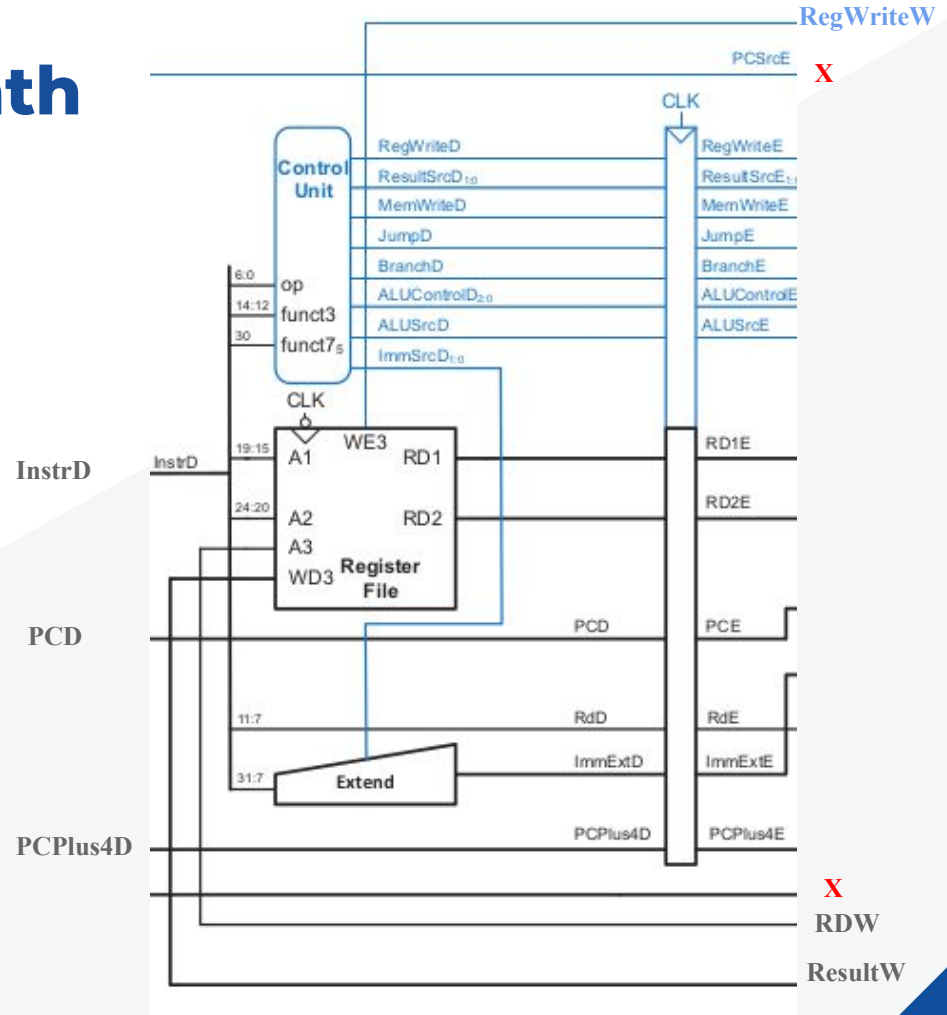 RegWriteW
PCSrcE
X
ath
CLK
Control
Unit
RegWriteD
RegWriteE
ResultSrcD1:0
ResultSrcE1:
MemWriteD
MemWriteE
JumpD
JumpE
BranchD
BranchE
ALUControlD2:0
ALUControlE
ALUSrcD
ALUSrcE
ImmSrcD1:0
6:0
op
14:12
funct3
30
funct75
CLK
WE3
19:15
A1
RD1
RD1E
InstrD
InstrD
24:20
A2
RD2
RD2E
A3
WD3
Register
File
PCD
PCD
PCE
11:7
RdD
RdE
ImmExtD
ImmExtE
31:7
Extend
PCPlus4D
PCPlus4D
PCPlus4E
X
RDW
ResultW